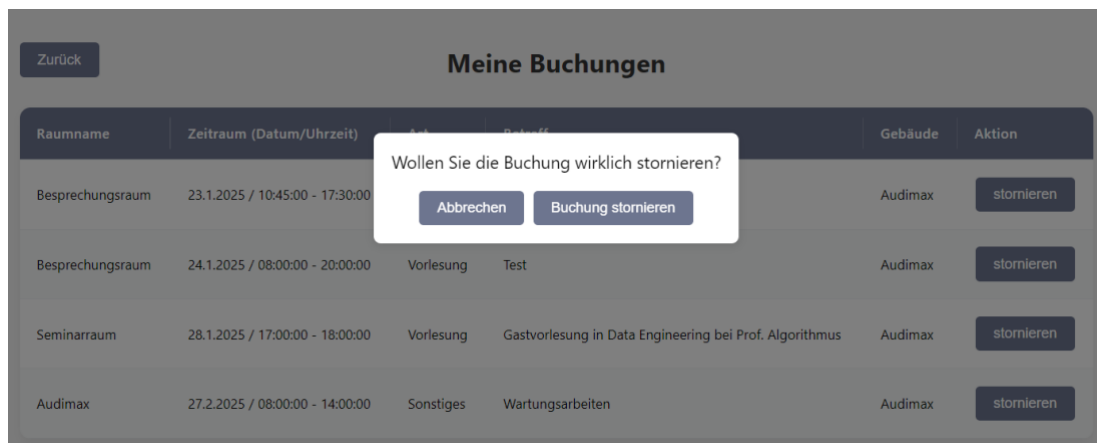 Zurück
Meine Buchungen
Raumname Zeitraum (Datum/Uhrzeit) Art Betreff Gebäude Aktion
Wollen Sie die Buchung wirklich stornieren?
Abbrechen Buchung stornieren
Besprechungsraum 23.1.2025 / 10:45:00 - 17:30:00 Audimax stornieren
Besprechungsraum 24.1.2025 / 08:00:00 - 20:00:00 Vorlesung Test Audimax stornieren
Seminarraum 28.1.2025 / 17:00:00 - 18:00:00 Vorlesung Gastvorlesung in Data Engineering bei Prof. Algorithmus Audimax stornieren
Audimax 27.2.2025 / 08:00:00 - 14:00:00 Sonstiges Wartungsarbeiten Audimax stornieren